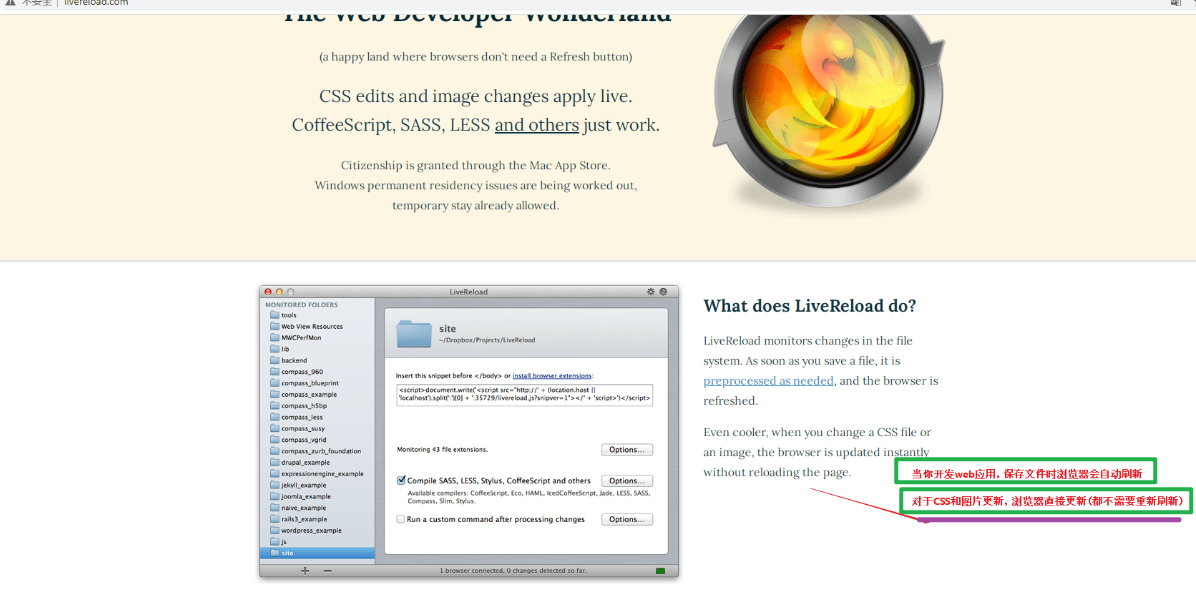 不安全 | livereload.com
The Web Developer Wonderland
(a happy land where browsers don't need a Refresh button)
CSS edits and image changes apply live.
CoffeeScript, SASS, LESS and others just work.
Citizenship is granted through the Mac App Store.
Windows permanent residency issues are being worked out,
temporary stay already allowed.
LiveReload
MONITORED FOLDERS
tools
Web View Resources
MWCPerfMon
lib
backend
compass_960
compass_blueprint
compass_example
compass_h5bp
compass_less
compass_susy
compass_vgrid
compass_zurb_foundation
drupal_example
expressionengine_example
jekyll_example
joomla_example
naive_example
rails3_example
wordpress_example
js
site
site
~/Dropbox/Projects/LiveReload
Insert this snippet before </body> or install browser extensions:
<script>document.write('<script src="http://' + (location.host ||
'localhost').split(':')[0] + ':35729/livereload.js?snipver=1"></' + 'script>')</script>
Monitoring 43 file extensions.
Options...
Compile SASS, LESS, Stylus, CoffeeScript and others
Options...
Available compilers: CoffeeScript, Eco, HAML, IcedCoffeeScript, Jade, LESS, SASS,
Compass, Slim, Stylus.
Run a custom command after processing changes
Options...
1 browser connected, 0 changes detected so far.
What does LiveReload do?
LiveReload monitors changes in the file
system. As soon as you save a file, it is
preprocessed as needed, and the browser is
refreshed.
Even cooler, when you change a CSS file or
an image, the browser is updated instantly
without reloading the page.
当你开发web应用, 保存文件时浏览器会自动刷新
对于CSS和图片更新, 浏览器直接更新(都不需要重新刷新)